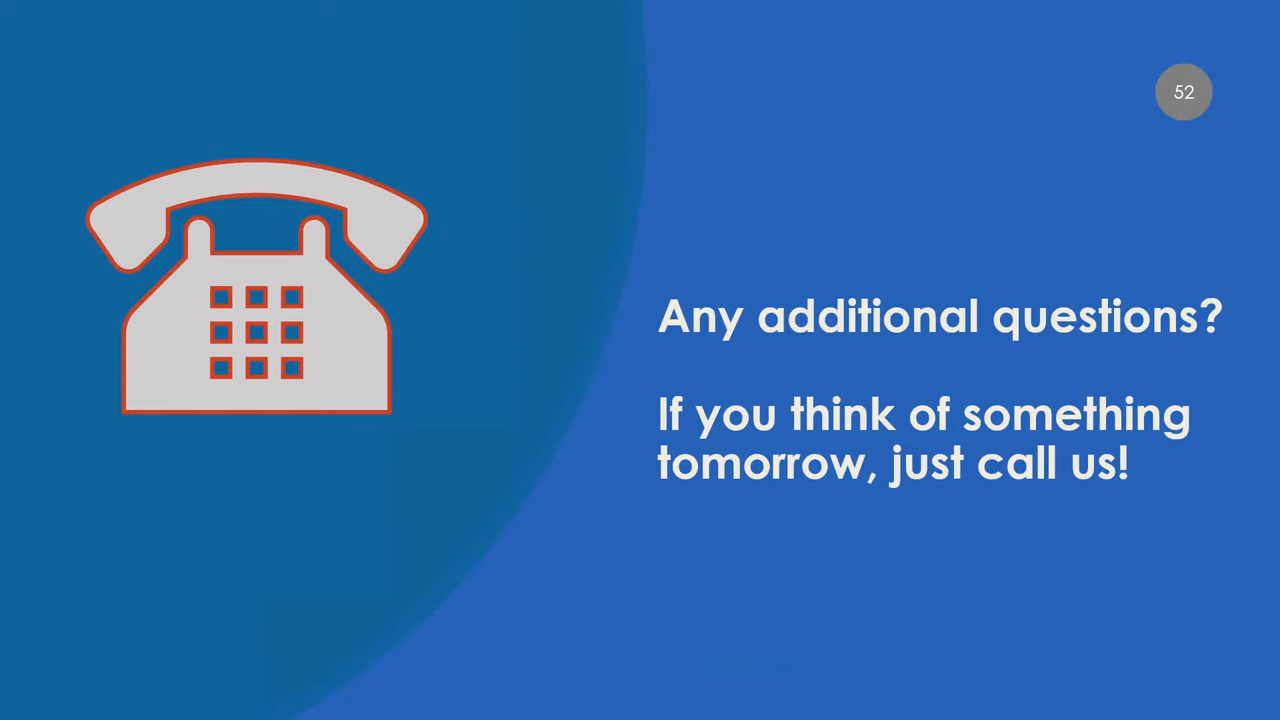 52
Any additional questions?
If you think of something
tomorrow, just call us!